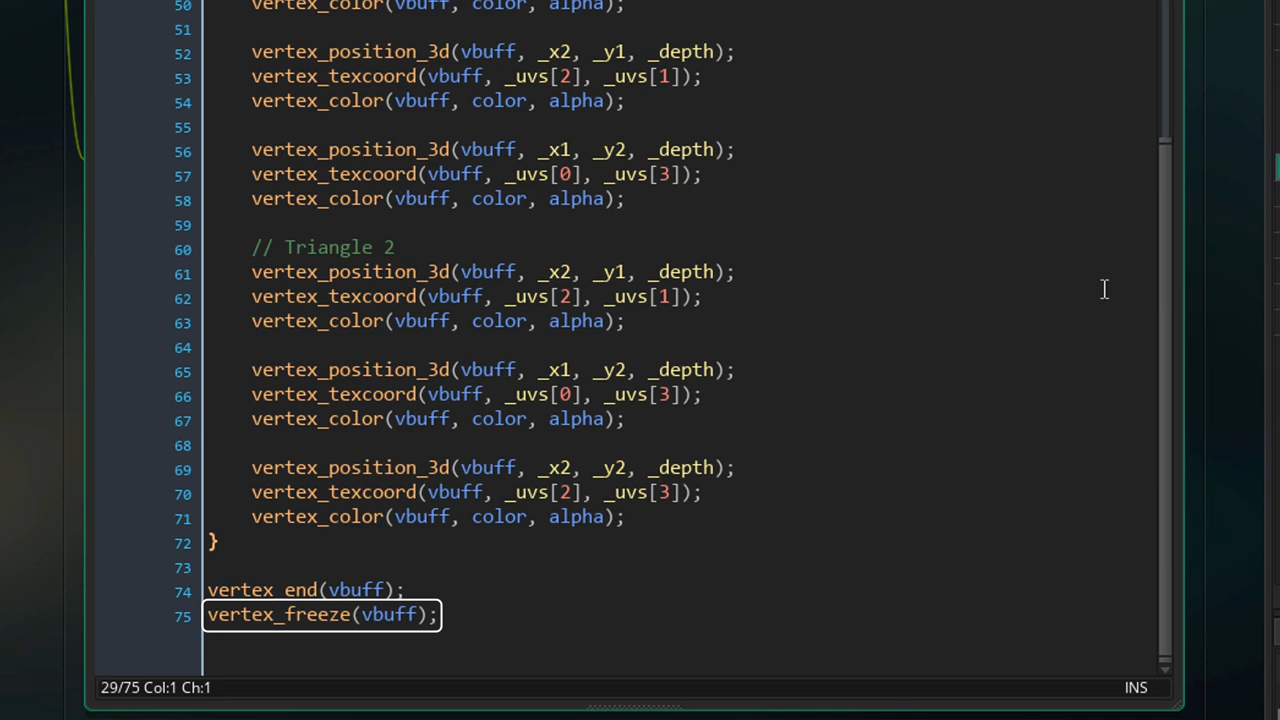 50 vertex_color(vbuff, color, alpha);
51
52 vertex_position_3d(vbuff, _x2, _y1, _depth);
53 vertex_texcoord(vbuff, _uvs[2], _uvs[1]);
54 vertex_color(vbuff, color, alpha);
55
56 vertex_position_3d(vbuff, _x1, _y2, _depth);
57 vertex_texcoord(vbuff, _uvs[0], _uvs[3]);
58 vertex_color(vbuff, color, alpha);
59
60 // Triangle 2
61 vertex_position_3d(vbuff, _x2, _y1, _depth);
62 vertex_texcoord(vbuff, _uvs[2], _uvs[1]);
63 vertex_color(vbuff, color, alpha);
64
65 vertex_position_3d(vbuff, _x1, _y2, _depth);
66 vertex_texcoord(vbuff, _uvs[0], _uvs[3]);
67 vertex_color(vbuff, color, alpha);
68
69 vertex_position_3d(vbuff, _x2, _y2, _depth);
70 vertex_texcoord(vbuff, _uvs[2], _uvs[3]);
71 vertex_color(vbuff, color, alpha);
72 }
73
74 vertex_end(vbuff);
75 vertex_freeze(vbuff);
29/75 Col:1 Ch:1 INS